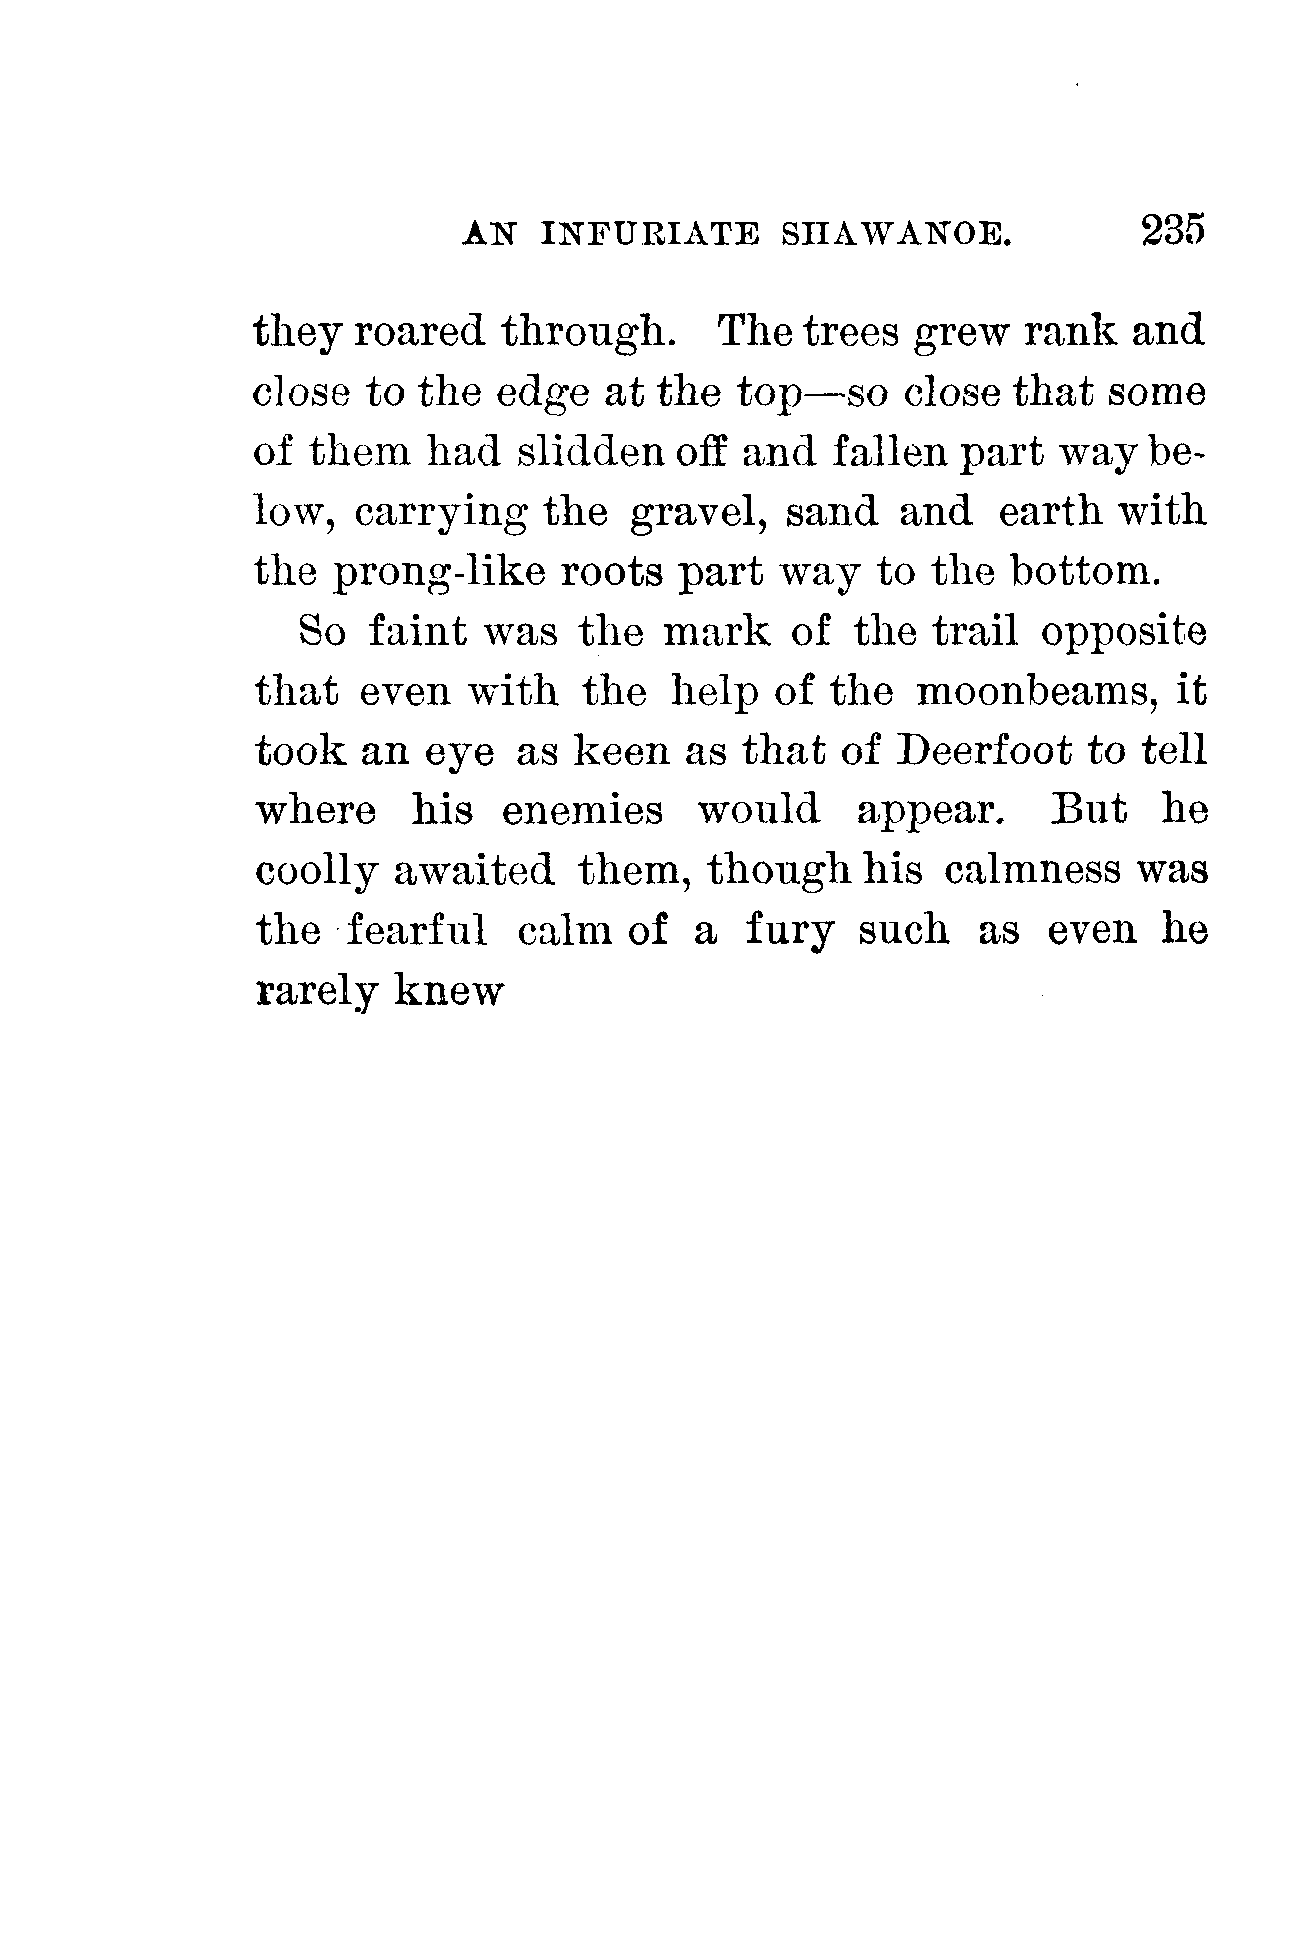 AN INFURIATE SHAWANOE. 235
they roared through. The trees grew rank and
close to the edge at the top—so close that some
of them had slidden off and fallen part way be-
low, carrying the gravel, sand and earth with
the prong-like roots part way to the bottom.
So faint was the mark of the trail opposite
that even with the help of the moonbeams, it
took an eye as keen as that of Deerfoot to tell
where his enemies would appear. But he
coolly awaited them, though his calmness was
the fearful calm of a fury such as even he
rarely knew